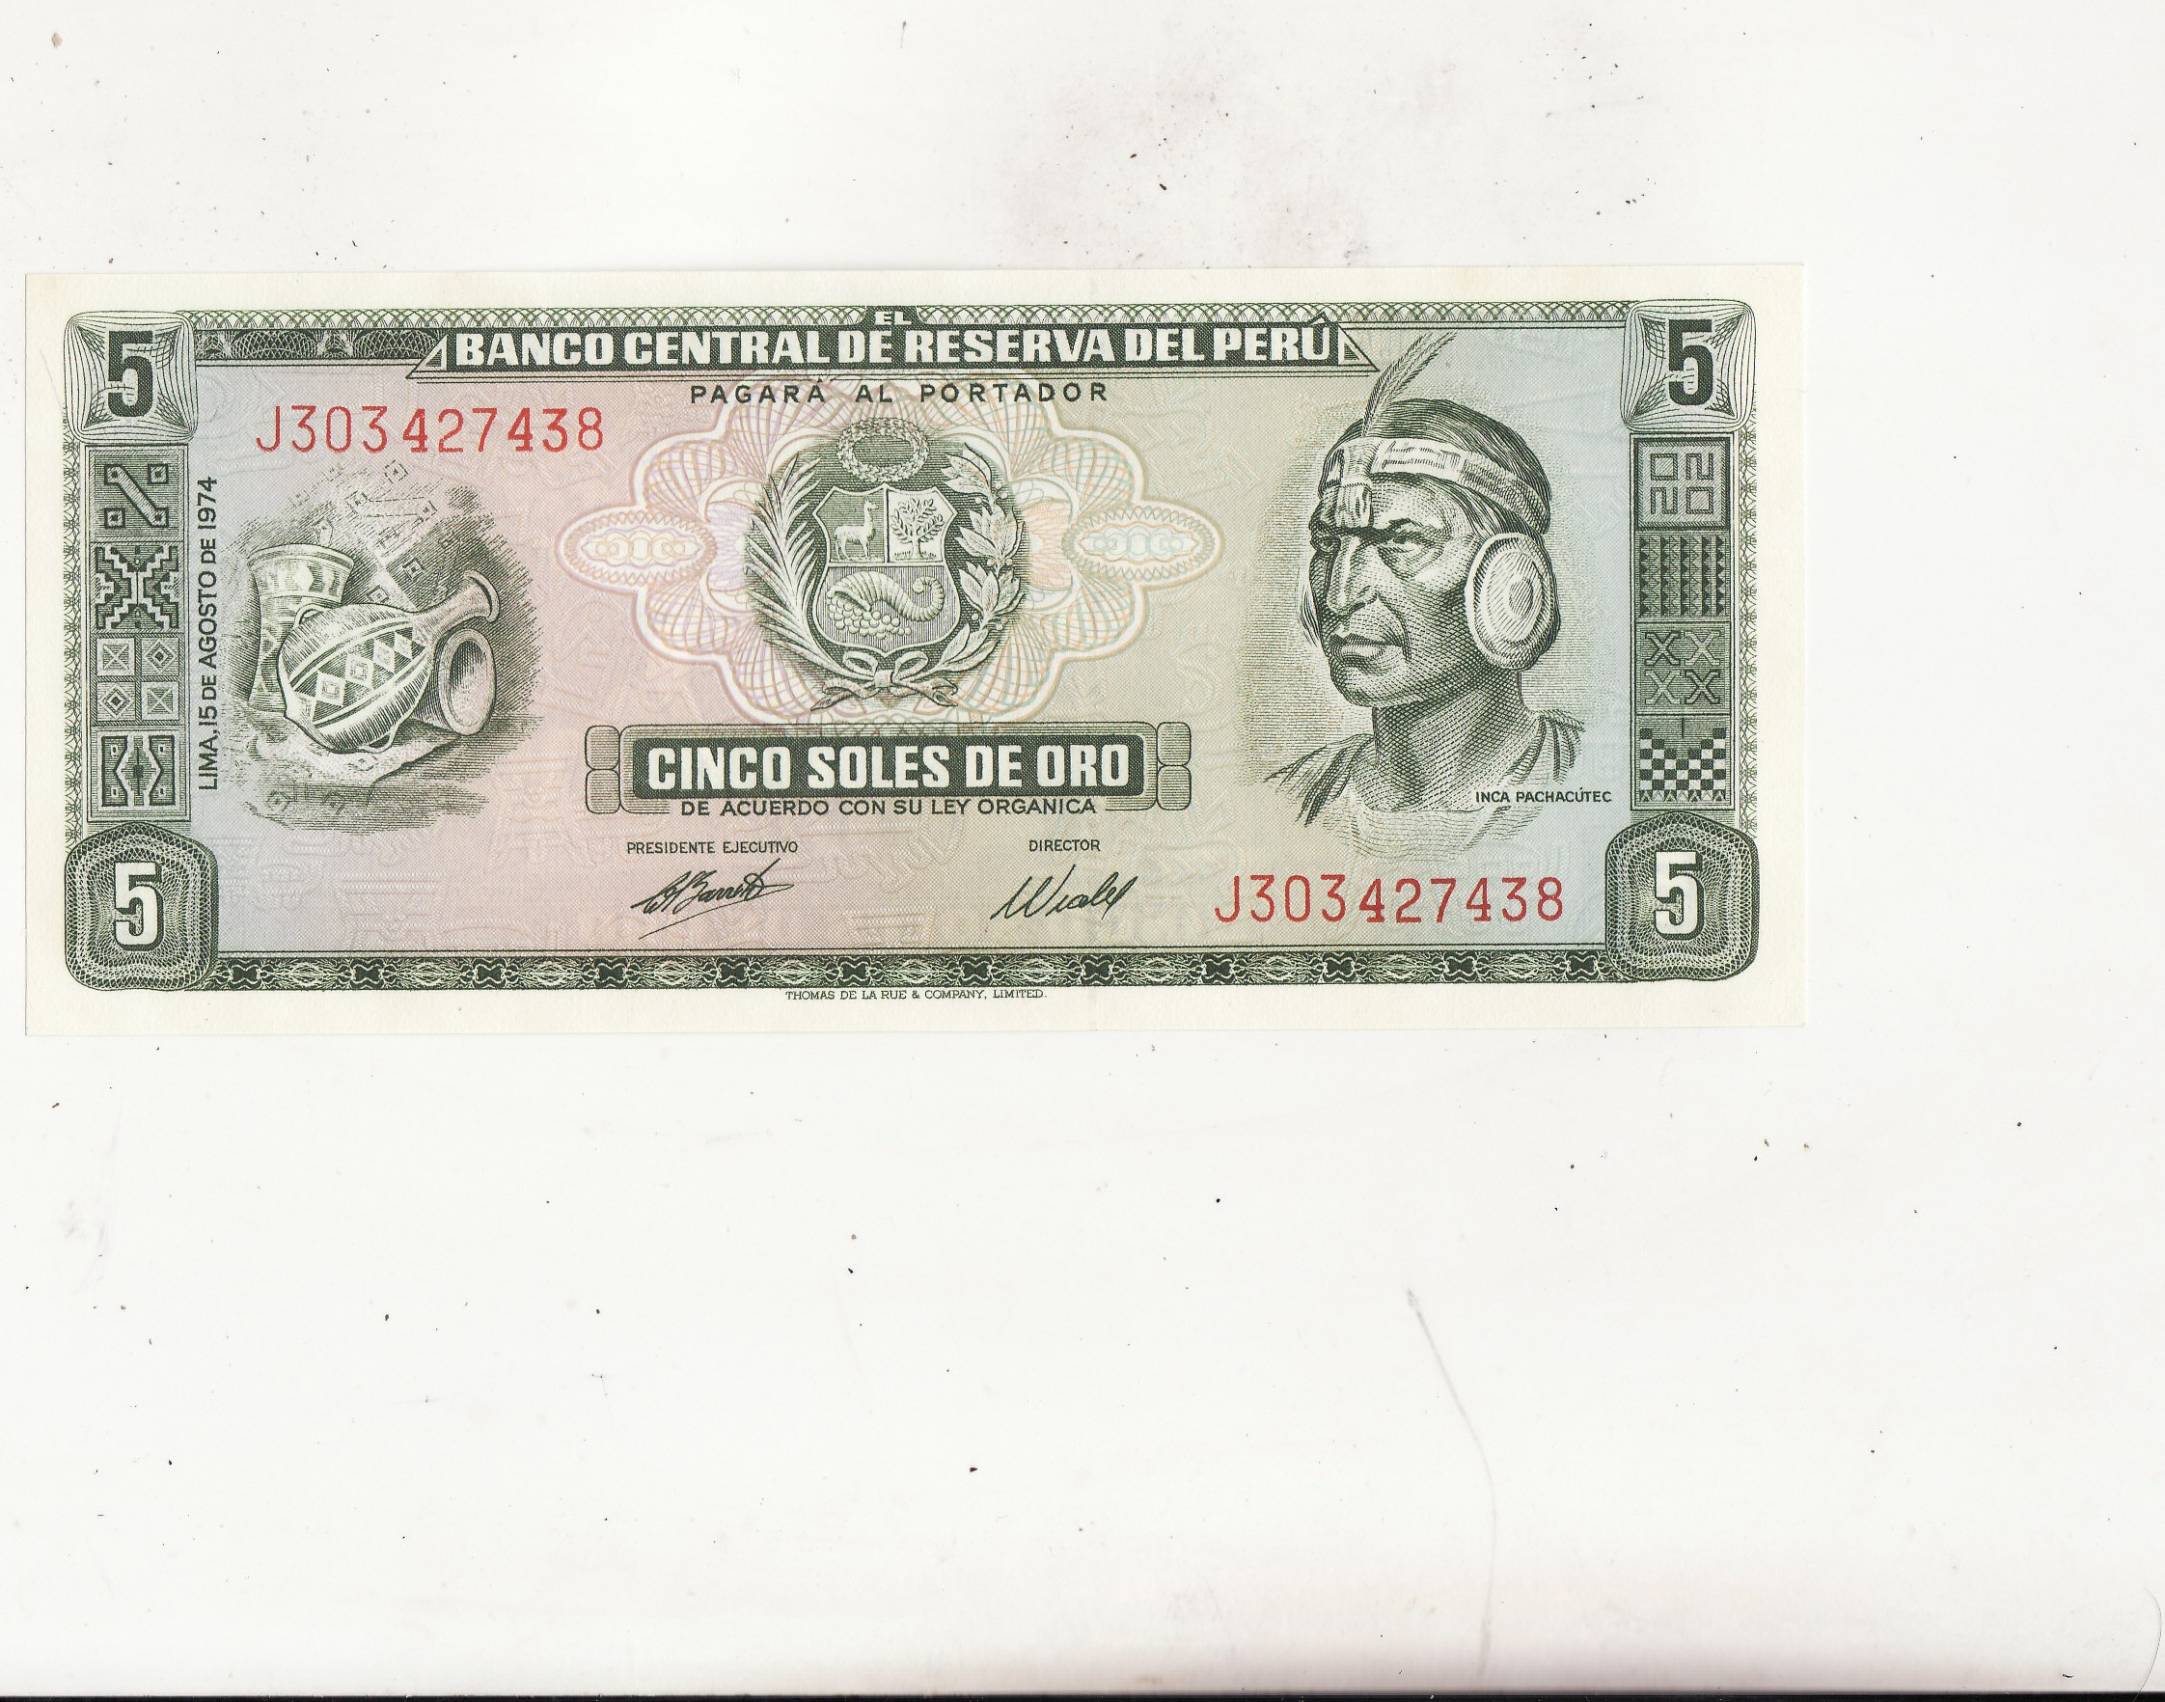 EL
BANCO CENTRAL DE RESERVA DEL PERÚ
PAGARÁ AL PORTADOR
5
5
J303427438
LIMA, 15 DE AGOSTO DE 1974
CINCO SOLES DE ORO
DE ACUERDO CON SU LEY ORGANICA
INCA PACHACÚTEC
PRESIDENTE EJECUTIVO
DIRECTOR
J303427438
5
5
THOMAS DE LA RUE & COMPANY, LIMITED.